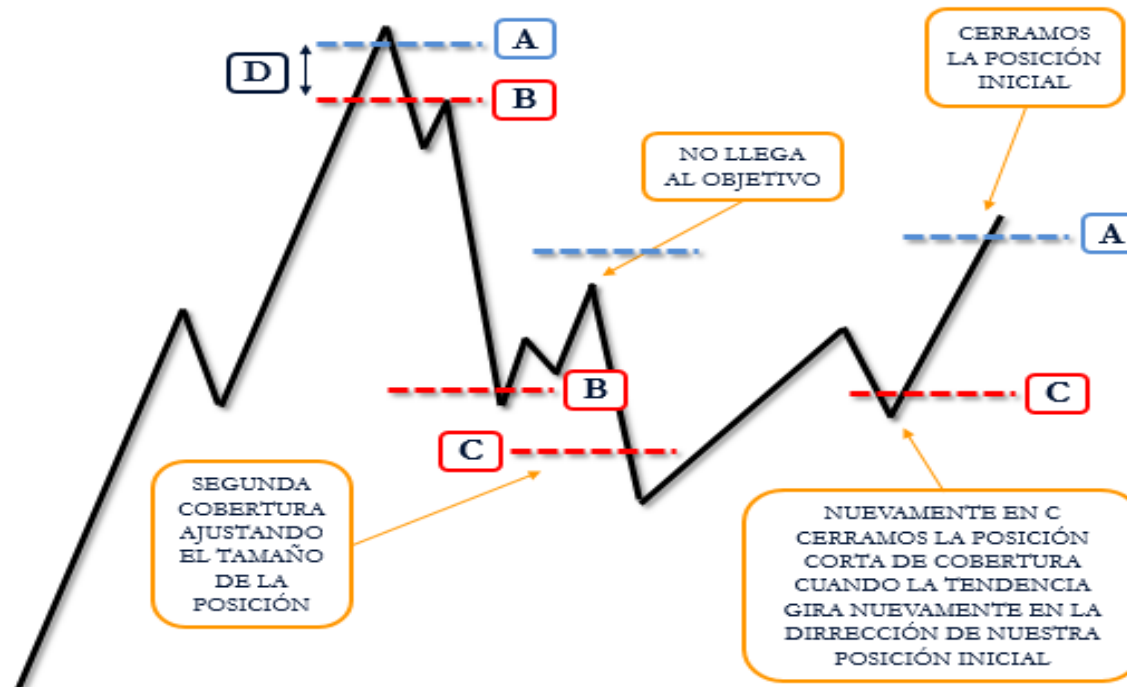 A
D
B
CERRAMOS
LA POSICIÓN
INICIAL
NO LLEGA
AL OBJETIVO
A
B
C
C
SEGUNDA
COBERTURA
AJUSTANDO
EL TAMAÑO
DE LA
POSICIÓN
NUEVAMENTE EN C
CERRAMOS LA POSICIÓN
CORTA DE COBERTURA
CUANDO LA TENDENCIA
GIRA NUEVAMENTE EN LA
DIRRECCIÓN DE NUESTRA
POSICIÓN INICIAL